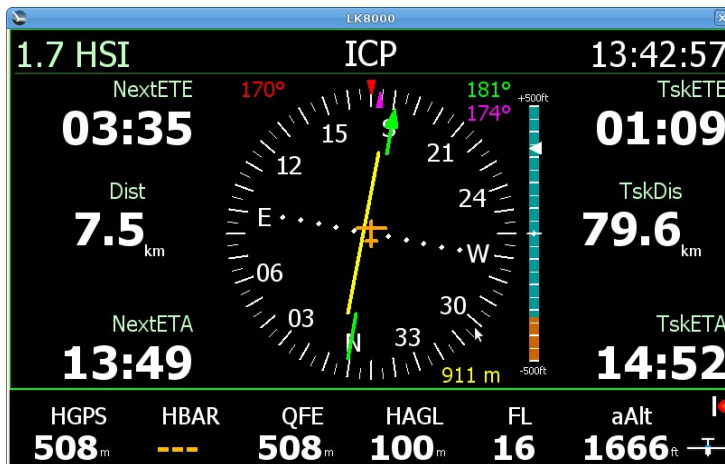 LK8000
1.7 HSI ICP 13:42:57
NextETE 170° 181° TskETE
174°
+500ft
03:35 01:09
S
15 21
12 24
Dist TskDis
7.5 km 79.6 km
E W
06 30
03 33
N
NextETA TskETA
13:49 14:52
911 m -500ft
HGPS HBAR QFE HAGL FL aAlt
508 m --- 508 m 100 m 16 1666 ft